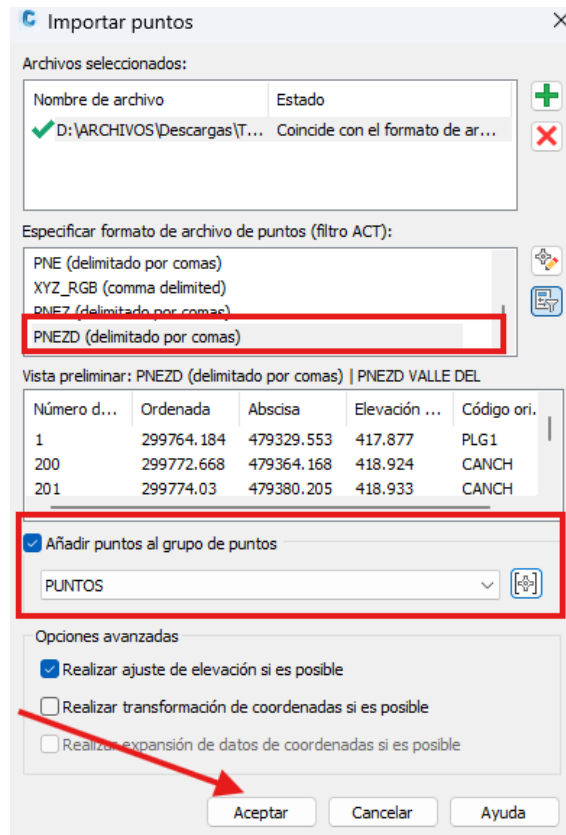 Importar puntos
Archivos seleccionados:
Nombre de archivo Estado
D:\ARCHIVOS\Descargas\T... Coincide con el formato de ar...
Especificar formato de archivo de puntos (filtro ACT):
PNE (delimitado por comas)
XYZ_RGB (comma delimited)
PNEZ (delimitado por comas)
PNEZD (delimitado por comas)
Vista preliminar: PNEZD (delimitado por comas) | PNEZD VALLE DEL
Número d... Ordenada Abscisa Elevación ... Código ori.
1 299764.184 479329.553 417.877 PLG1
200 299772.668 479364.168 418.924 CANCH
201 299774.03 479380.205 418.933 CANCH
Añadir puntos al grupo de puntos
PUNTOS
Opciones avanzadas
Realizar ajuste de elevación si es posible
Realizar transformación de coordenadas si es posible
Realizar expansión de datos de coordenadas si es posible
Aceptar Cancelar Ayuda